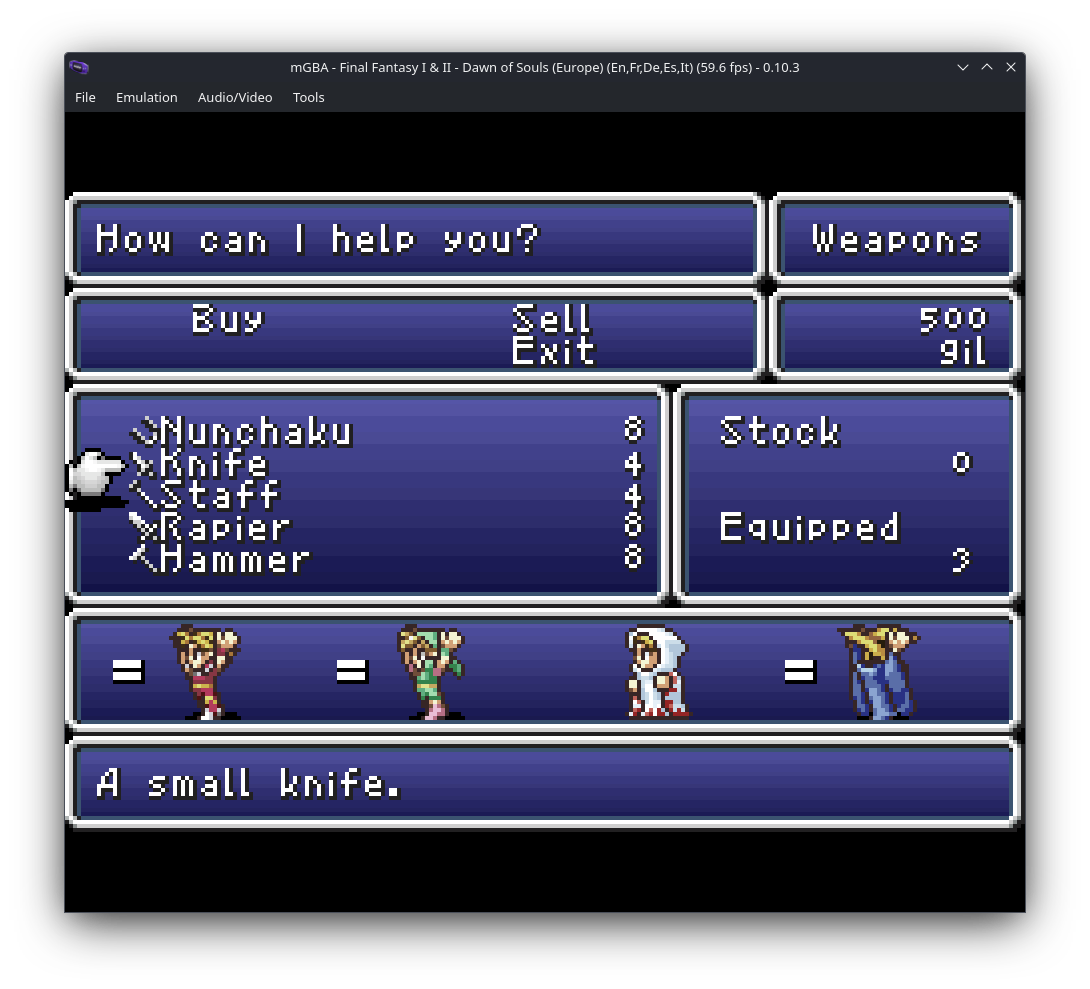 mGBA - Final Fantasy I & II - Dawn of Souls (Europe) (En,Fr,De,Es,It) (59.6 fps) - 0.10.3
File Emulation Audio/Video Tools
How can I help you? Weapons
Buy Sell 500
Exit gil
Nunchaku 8 Stock
Knife 4 0
Staff 4
Rapier 8 Equipped
Hammer 8 3
= = =
A small knife.